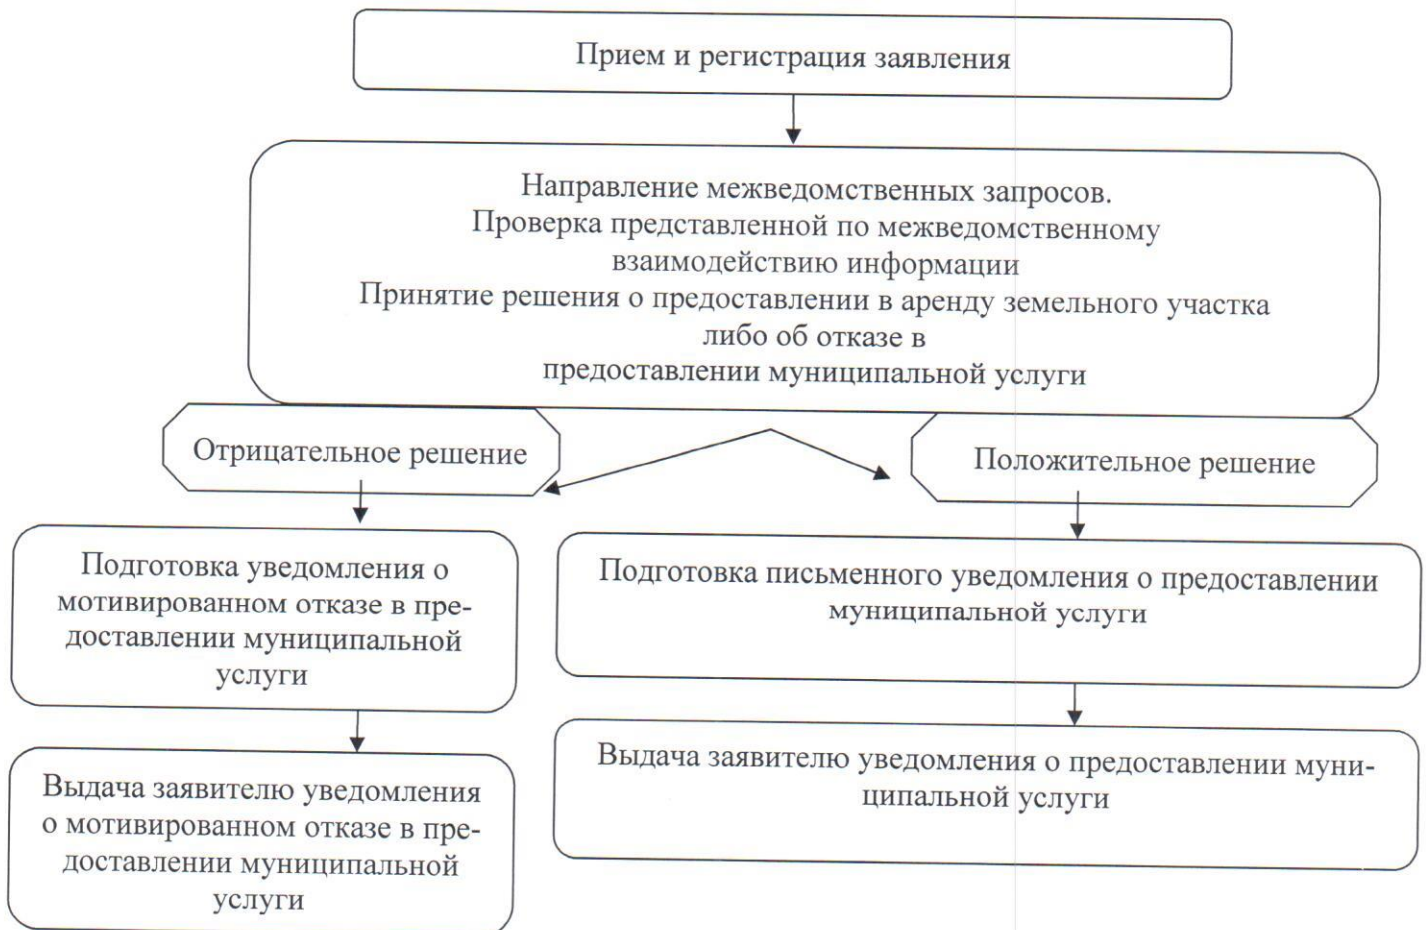 Прием и регистрация заявления
Направление межведомственных запросов.
Проверка представленной по межведомственному
взаимодействию информации
Принятие решения о предоставлении в аренду земельного участка
либо об отказе в
предоставлении муниципальной услуги
Отрицательное решение
Положительное решение
Подготовка уведомления о
мотивированном отказе в пре-
доставлении муниципальной
услуги
Подготовка письменного уведомления о предоставлении
муниципальной услуги
Выдача заявителю уведомления
о мотивированном отказе в пре-
доставлении муниципальной
услуги
Выдача заявителю уведомления о предоставлении муни-
ципальной услуги